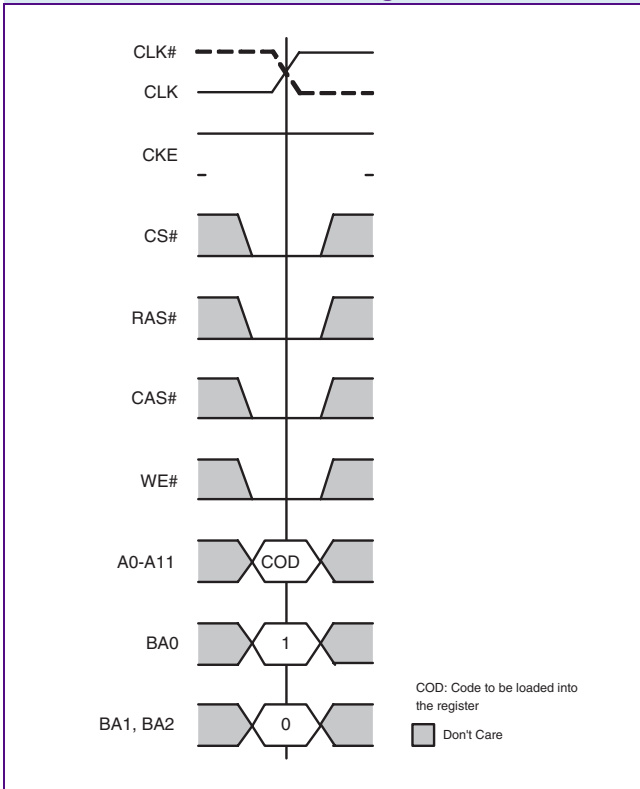 CLK#
CLK
CKE
CS#
RAS#
CAS#
WE#
A0-A11
COD
BA0
1
BA1, BA2
0
COD: Code to be loaded into
the register
Don't Care